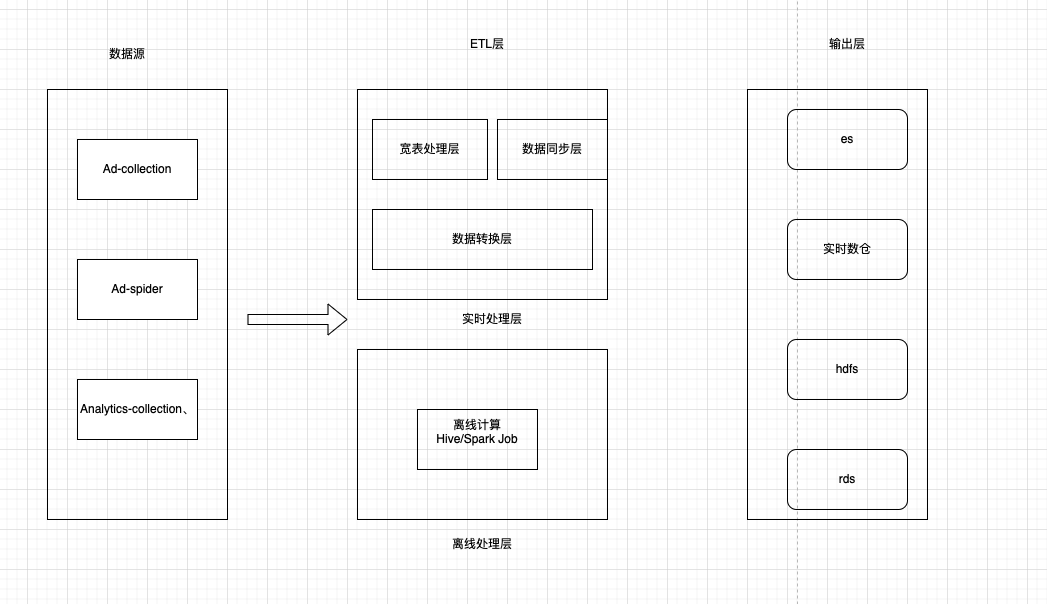 数据源
ETL层
输出层
Ad-collection
Ad-spider
Analytics-collection、
宽表处理层
数据同步层
数据转换层
实时处理层
离线计算
Hive/Spark Job
离线处理层
es
实时数仓
hdfs
rds